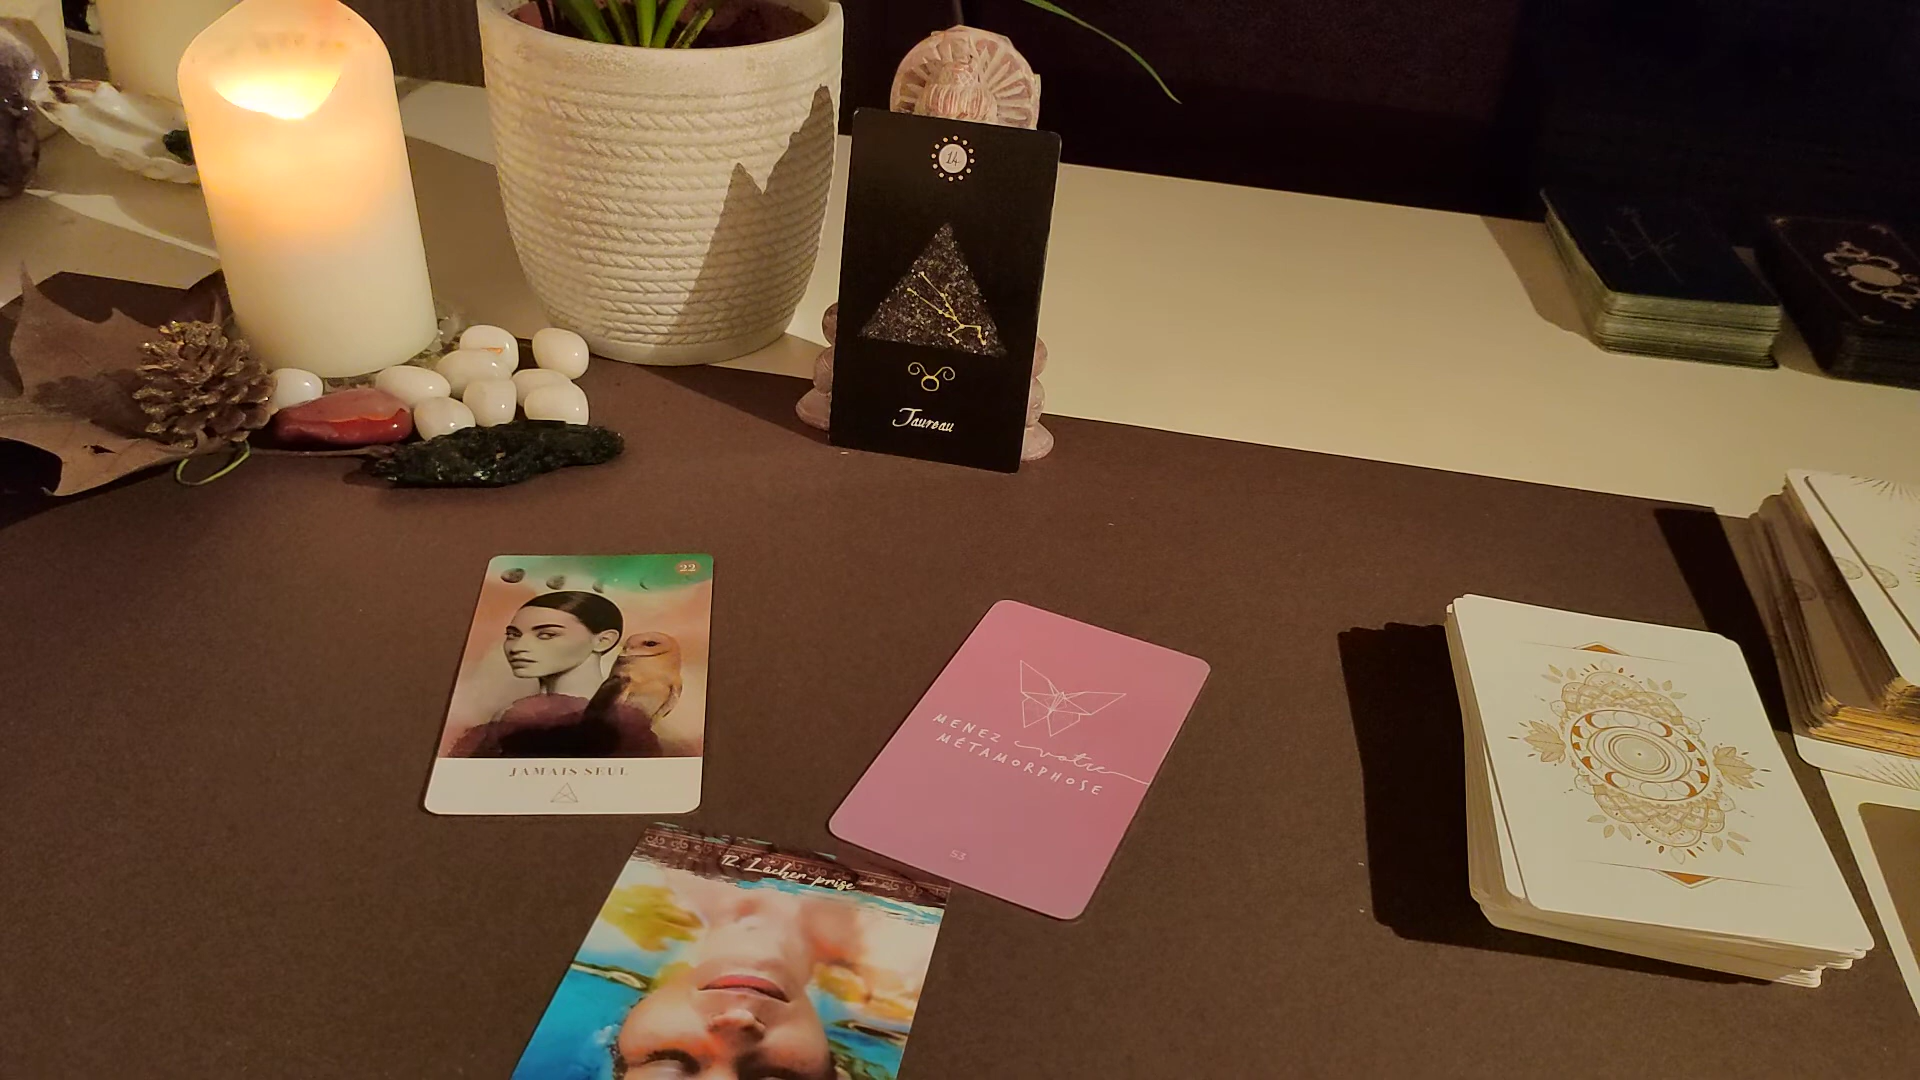 14
Taureau
22
JAMAIS SEUL
MENEZ votre
MÉTAMORPHOSE
53
12. Lâcher-prise